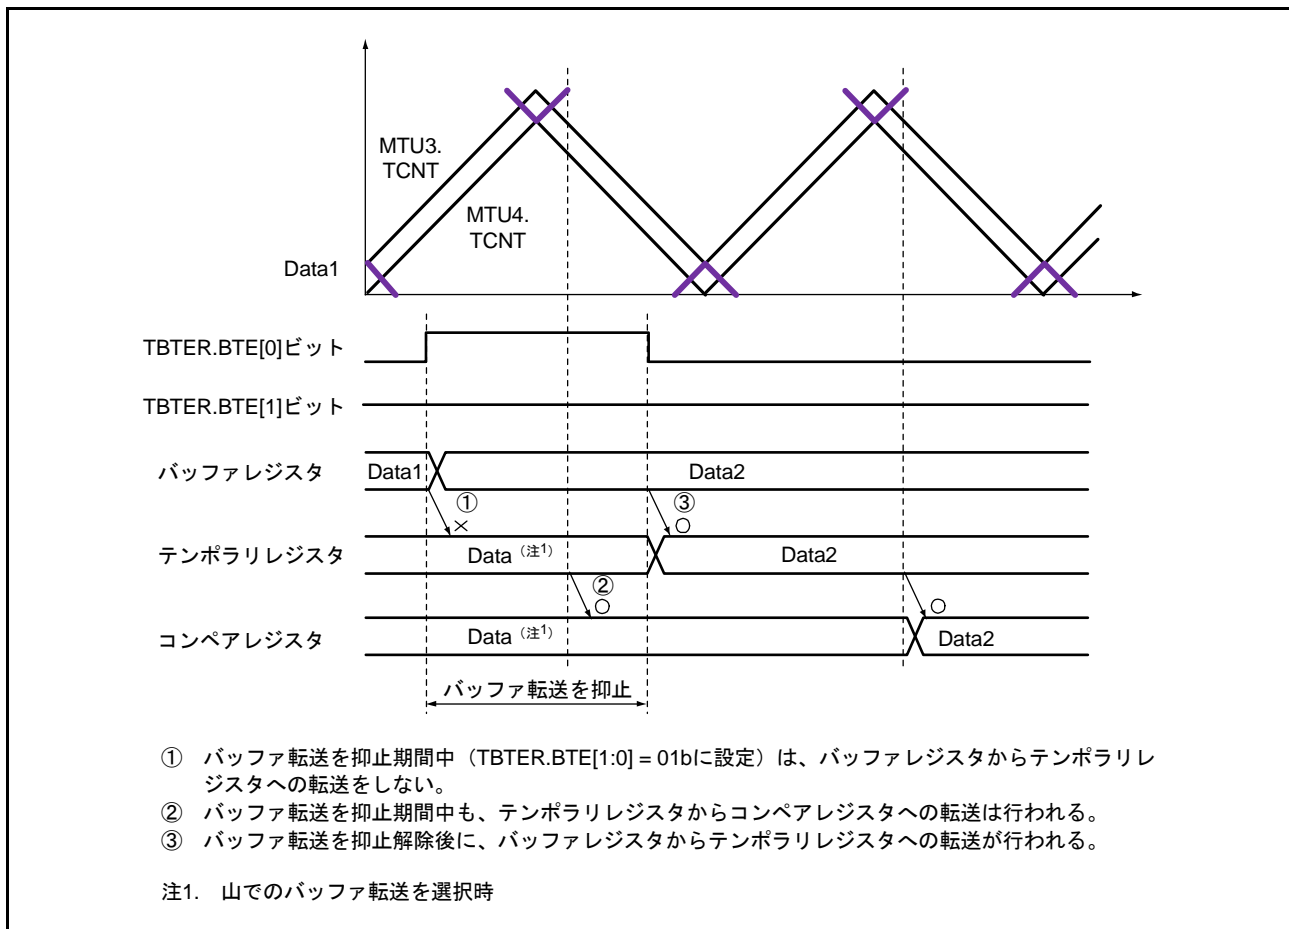 MTU3.
TCNT
MTU4.
TCNT
Data1
TBTER.BTE[0]ビット
TBTER.BTE[1]ビット
バッファレジスタ
Data1
Data2
①
×
③
○
テンポラリレジスタ
Data（注1）
Data2
②
○
○
コンペアレジスタ
Data（注1）
Data2
バッファ転送を抑止
① バッファ転送を抑止期間中（TBTER.BTE[1:0] = 01bに設定）は、バッファレジスタからテンポラリレ
ジスタへの転送をしない。
② バッファ転送を抑止期間中も、テンポラリレジスタからコンペアレジスタへの転送は行われる。
③ バッファ転送を抑止解除後に、バッファレジスタからテンポラリレジスタへの転送が行われる。
注1. 山でのバッファ転送を選択時